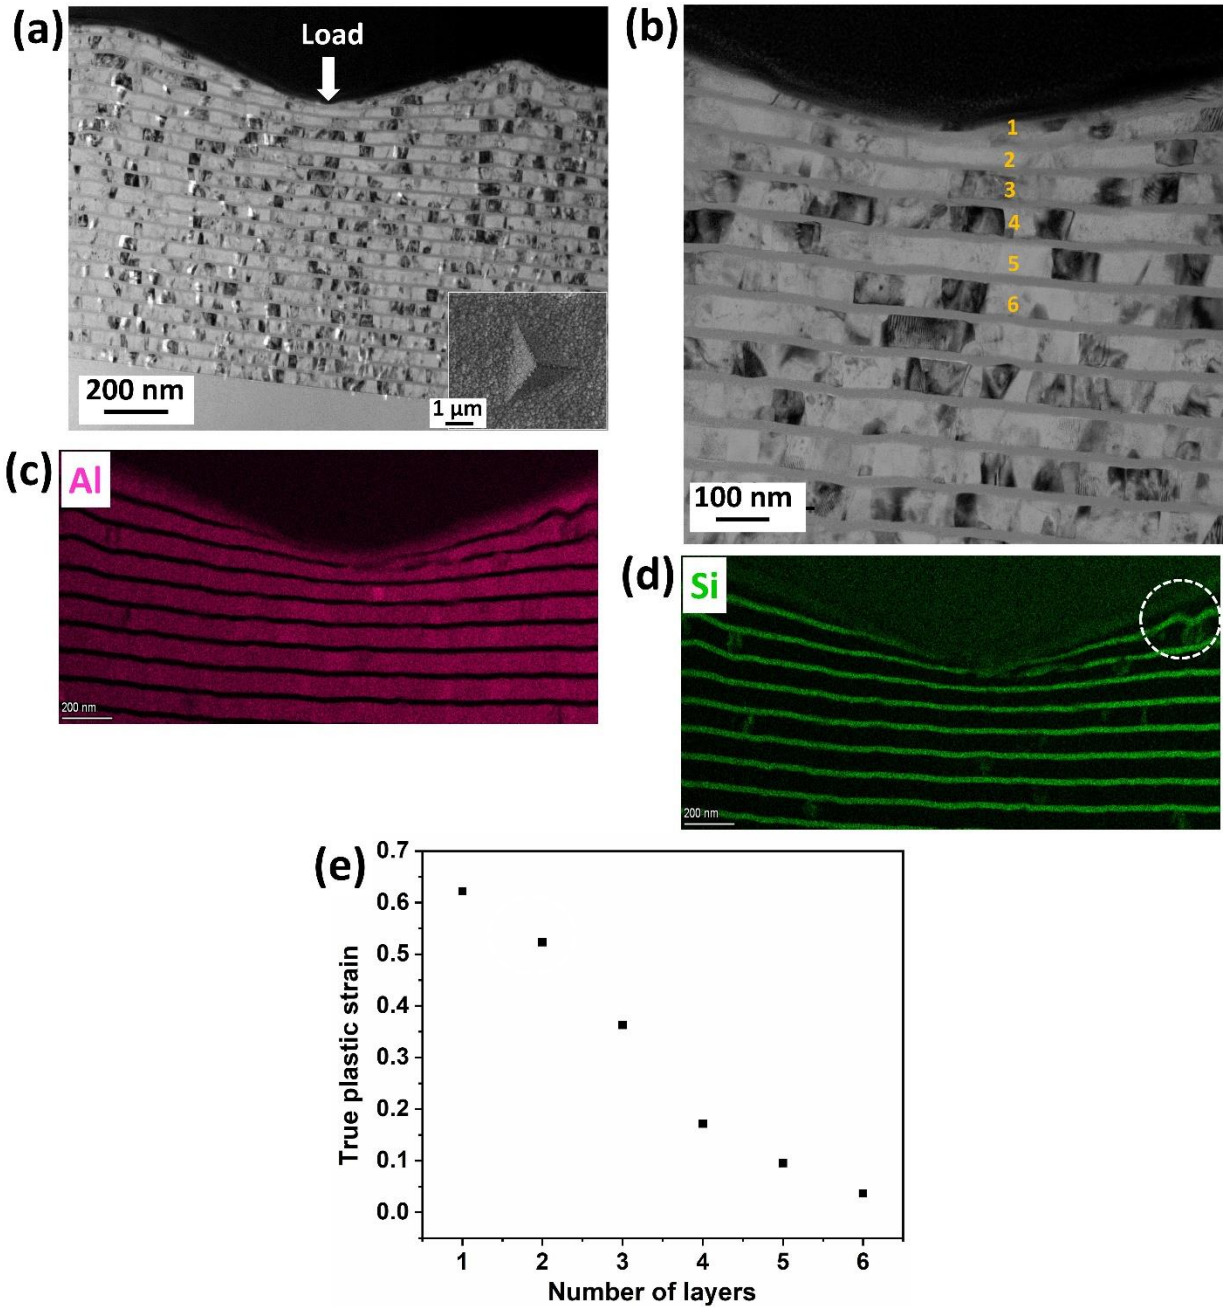 (a)
Load
200 nm
1 µm
(b)
1
2
3
4
5
6
100 nm
(c)
Al
200 nm
(d)
Si
200 nm
(e)
True plastic strain
0.7
0.6
0.5
0.4
0.3
0.2
0.1
0.0
1 2 3 4 5 6
Number of layers